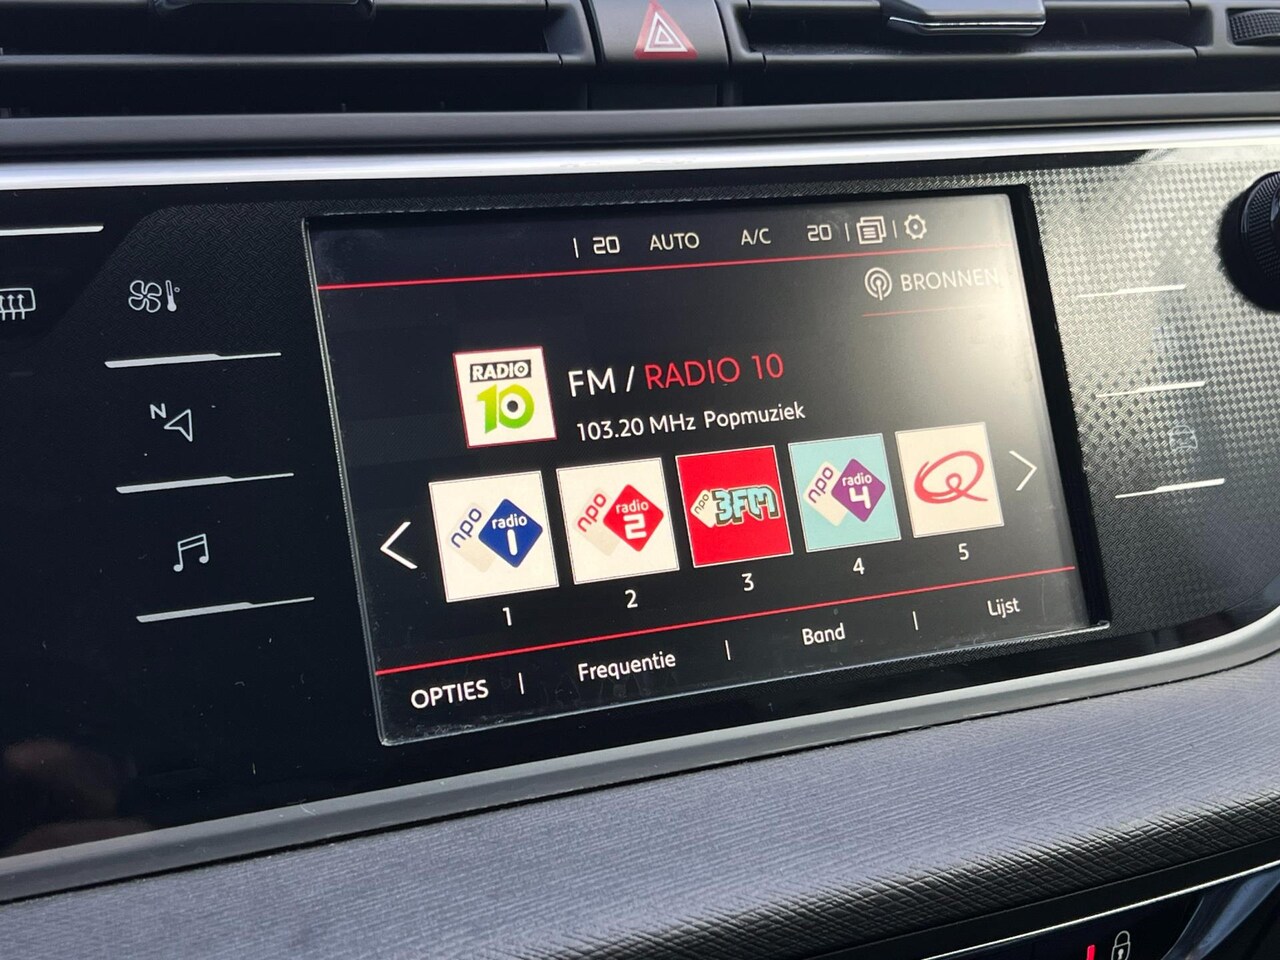 20 AUTO A/C 20
BRONNEN
RADIO
10
FM / RADIO 10
103.20 MHz Popmuziek
npo radio 1
npo radio 2
npo 3FM
npo radio 4
Q
1 2 3 4 5
OPTIES | Frequentie | Band | Lijst
N